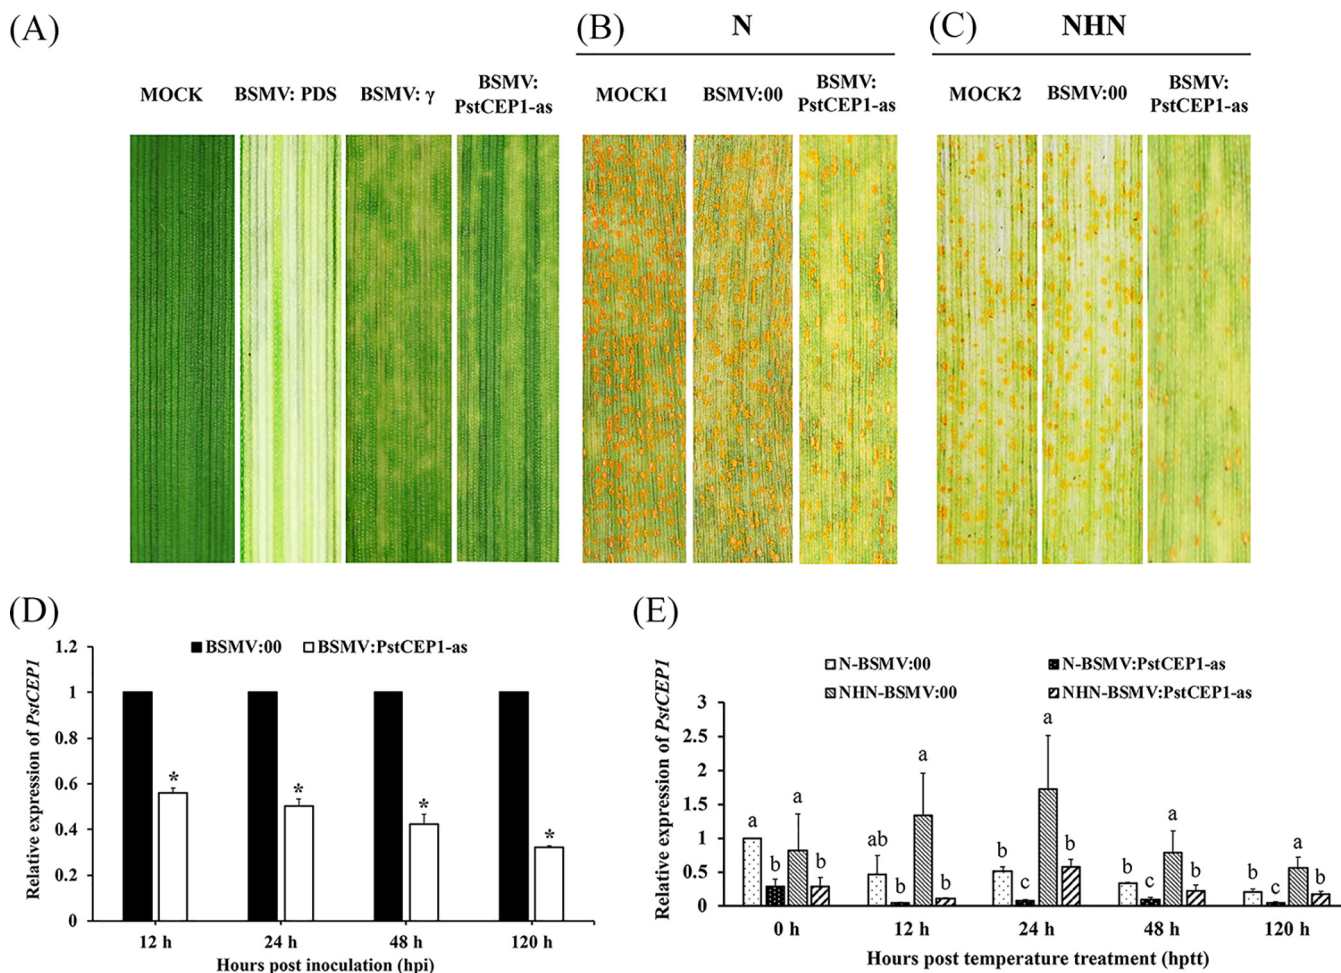 (A)
MOCK
BSMV: PDS
BSMV: γ
BSMV:
PstCEP1-as
(B)
N
MOCK1
BSMV:00
BSMV:
PstCEP1-as
(C)
NHN
MOCK2
BSMV:00
BSMV:
PstCEP1-as
(D)
BSMV:00
BSMV:PstCEP1-as
Relative expression of PstCEP1
1.2
1
0.8
0.6
0.4
0.2
0
*
*
*
*
12 h
24 h
48 h
120 h
Hours post inoculation (hpi)
(E)
N-BSMV:00
N-BSMV:PstCEP1-as
NHN-BSMV:00
NHN-BSMV:PstCEP1-as
Relative expression of PstCEP1
3
2.5
2
1.5
1
0.5
0
a b a b
ab b a b
b c a b
b c a b
b c a b
0 h
12 h
24 h
48 h
120 h
Hours post temperature treatment (hptt)